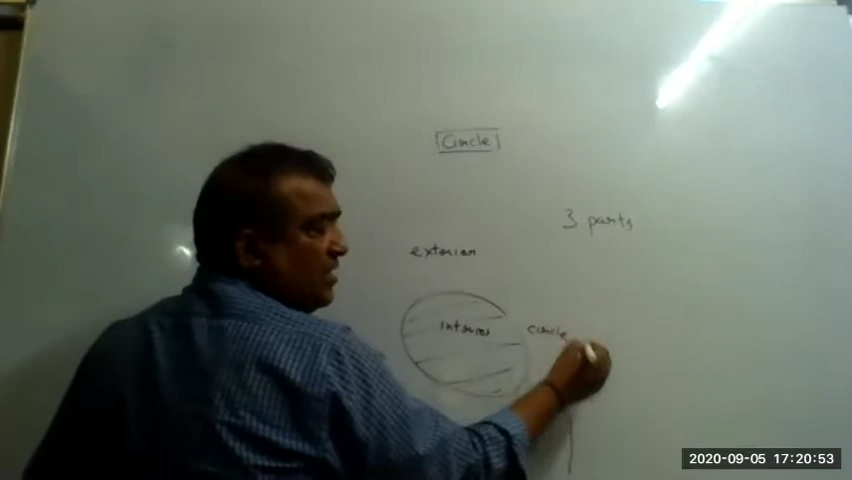 Circle
3 parts
exterior
interior
circle
2020-09-05 17:20:53